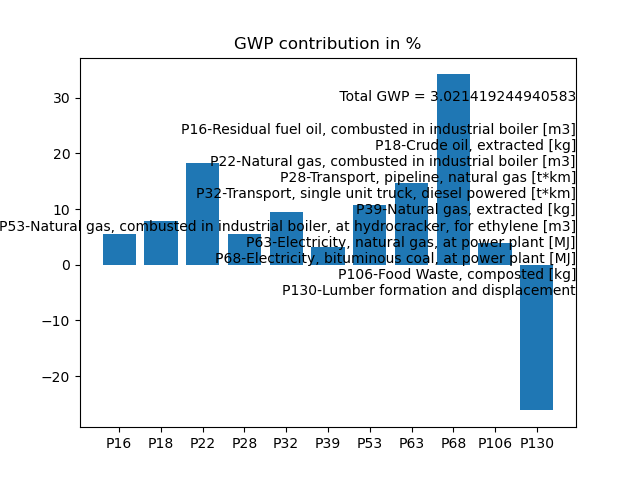 GWP contribution in %
Total GWP = 3.021419244940583
P16-Residual fuel oil, combusted in industrial boiler [m3]
P18-Crude oil, extracted [kg]
P22-Natural gas, combusted in industrial boiler [m3]
P28-Transport, pipeline, natural gas [t*km]
P32-Transport, single unit truck, diesel powered [t*km]
P39-Natural gas, extracted [kg]
P53-Natural gas, combusted in industrial boiler, at hydrocracker, for ethylene [m3]
P63-Electricity, natural gas, at power plant [MJ]
P68-Electricity, bituminous coal, at power plant [MJ]
P106-Food Waste, composted [kg]
P130-Lumber formation and displacement
30
20
10
0
−10
−20
P16 P18 P22 P28 P32 P39 P53 P63 P68 P106 P130